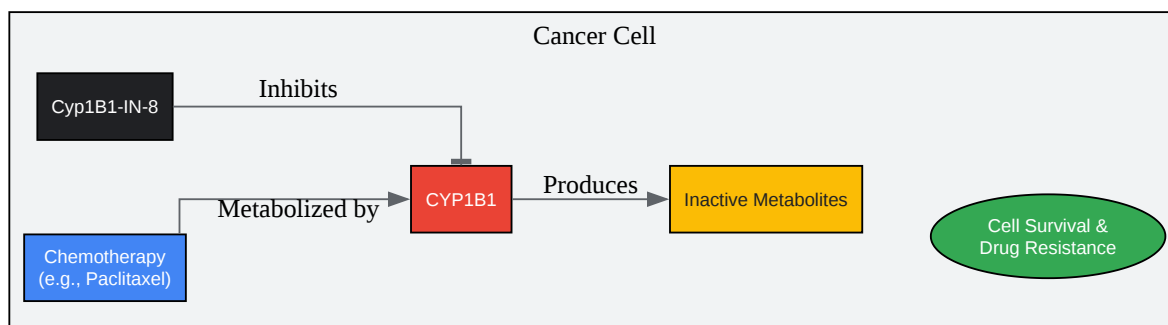 Cancer Cell
Cyp1B1-IN-8
Inhibits
CYP1B1
Produces
Inactive Metabolites
Metabolized by
Chemotherapy
(e.g., Paclitaxel)
Cell Survival &
Drug Resistance